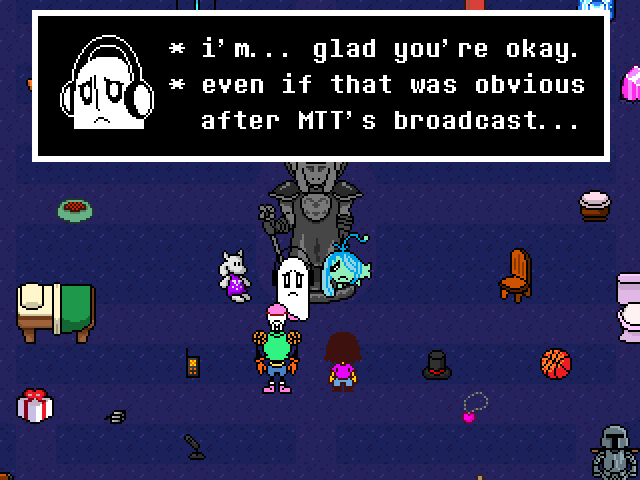 * i'm... glad you're okay.
* even if that was obvious
after MTT's broadcast...